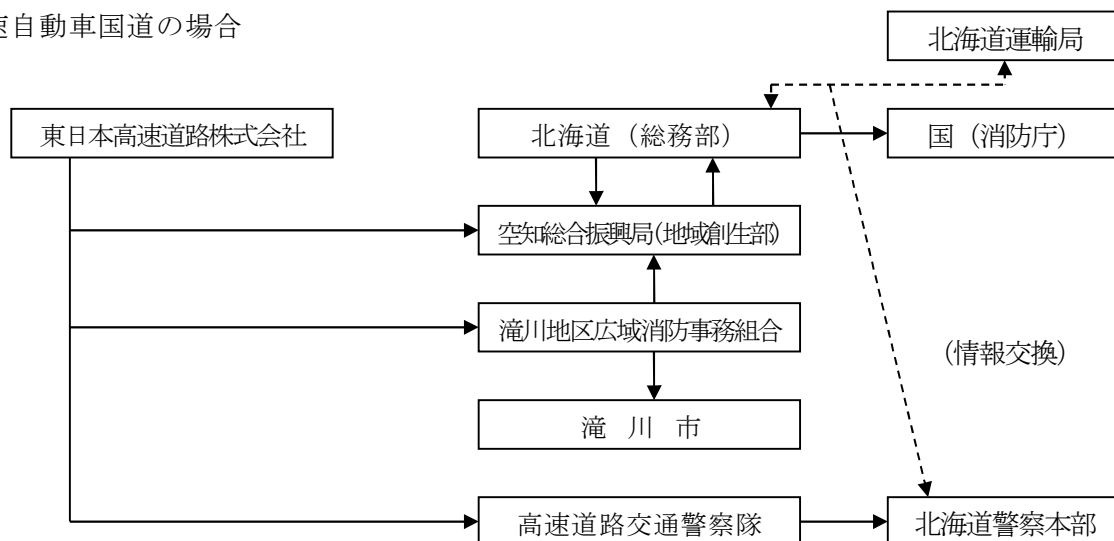 速自動車国道の場合
北海道運輸局
東日本高速道路株式会社
北海道(総務部)
国(消防庁)
空知総合振興局(地域創生部)
滝川地区広域消防事務組合
(情報交換)
滝川市
高速道路交通警察隊
北海道警察本部